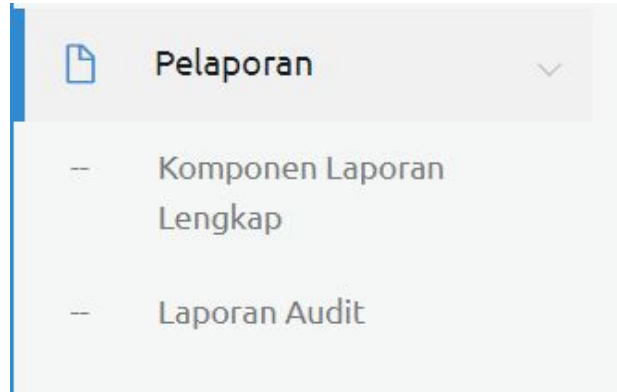 Pelaporan
-- Komponen Laporan
Lengkap
-- Laporan Audit